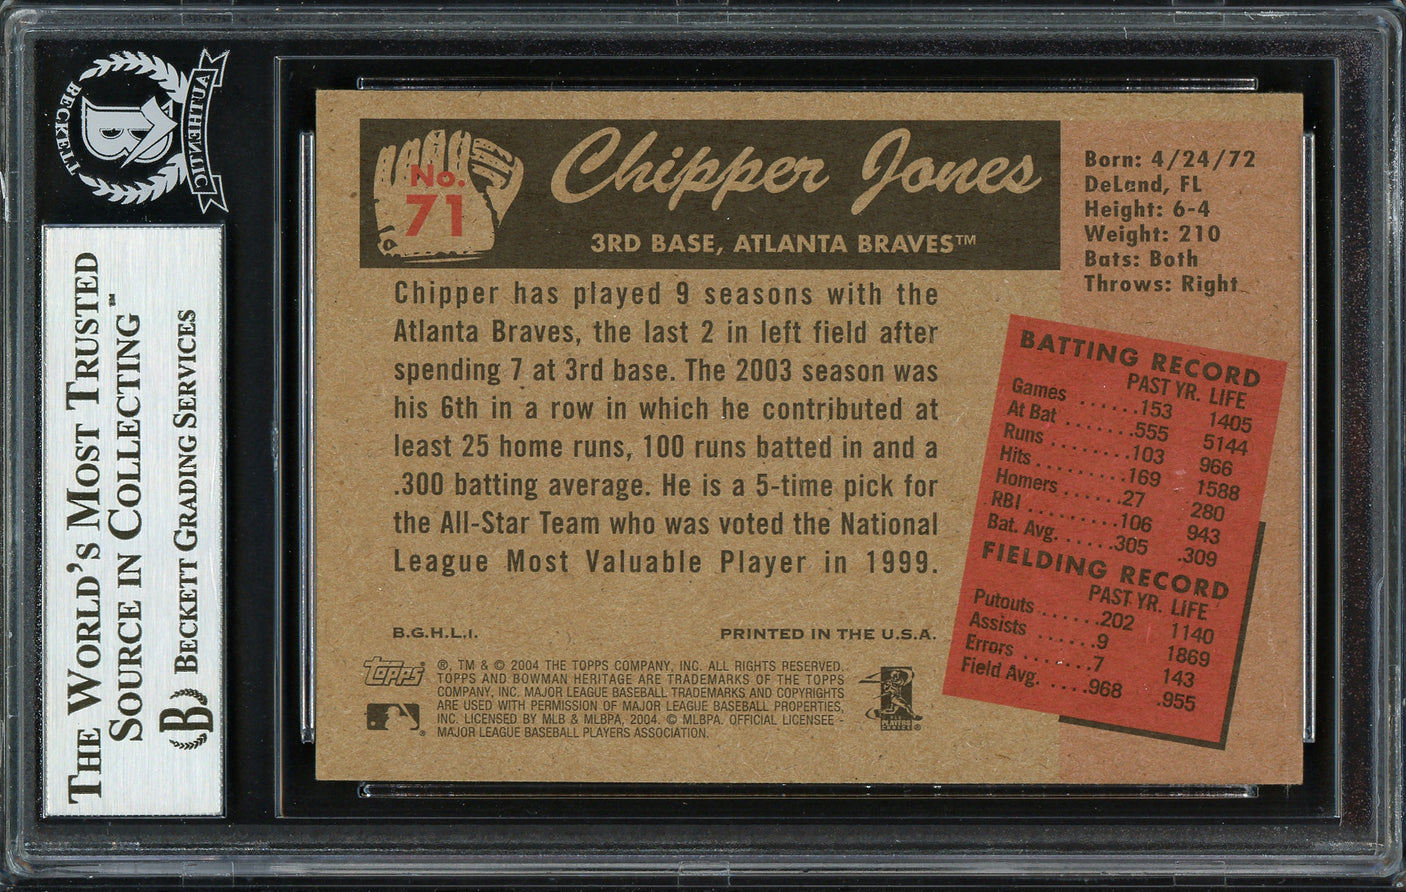 BECKETT
AUTHENTIC
B
THE WORLD'S MOST TRUSTED
SOURCE IN COLLECTING™
BECKETT GRADING SERVICES
No.
71
Chipper Jones
3RD BASE, ATLANTA BRAVES™
Born: 4/24/72
DeLand, FL
Height: 6-4
Weight: 210
Bats: Both
Throws: Right
Chipper has played 9 seasons with the
Atlanta Braves, the last 2 in left field after
spending 7 at 3rd base. The 2003 season was
his 6th in a row in which he contributed at
least 25 home runs, 100 runs batted in and a
.300 batting average. He is a 5-time pick for
the All-Star Team who was voted the National
League Most Valuable Player in 1999.
BATTING RECORD
PAST YR. LIFE
Games ......153 1405
At Bat .......555 5144
Runs ........103 966
Hits ........169 1588
Homers ......27 280
RBI .........106 943
Bat. Avg. ....305 .309
FIELDING RECORD
PAST YR. LIFE
Putouts ......202 1140
Assists ......9 1869
Errors .......7 143
Field Avg. ....968 .955
B.G.H.L.I. PRINTED IN THE U.S.A.
Topps
®, TM & © 2004 THE TOPPS COMPANY, INC. ALL RIGHTS RESERVED.
TOPPS AND BOWMAN HERITAGE ARE TRADEMARKS OF THE TOPPS
COMPANY, INC. MAJOR LEAGUE BASEBALL TRADEMARKS AND COPYRIGHTS
ARE USED WITH PERMISSION OF MAJOR LEAGUE BASEBALL PROPERTIES,
INC. LICENSED BY MLB & MLBPA, 2004. © MLBPA. OFFICIAL LICENSEE -
MAJOR LEAGUE BASEBALL PLAYERS ASSOCIATION.
PLAYERS
CHOICE